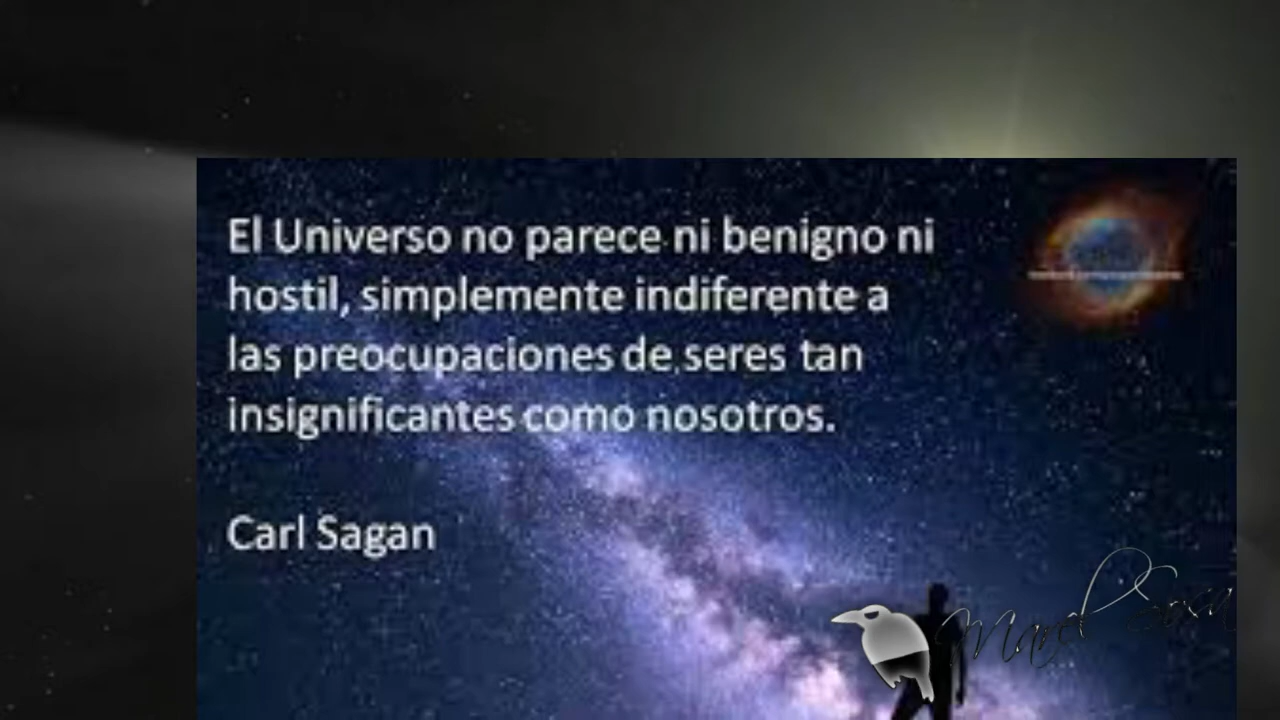 El Universo no parece ni benigno ni
hostil, simplemente indiferente a
las preocupaciones de seres tan
insignificantes como nosotros.
Carl Sagan